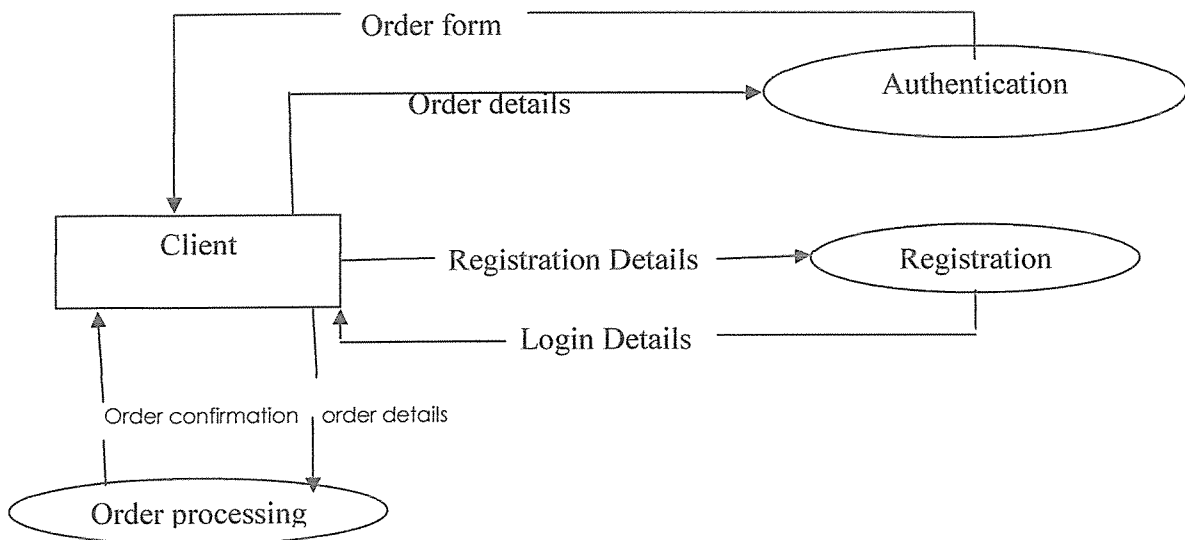 Order form
Authentication
Order details
Client
Registration Details
Registration
Login Details
Order confirmation
order details
Order processing